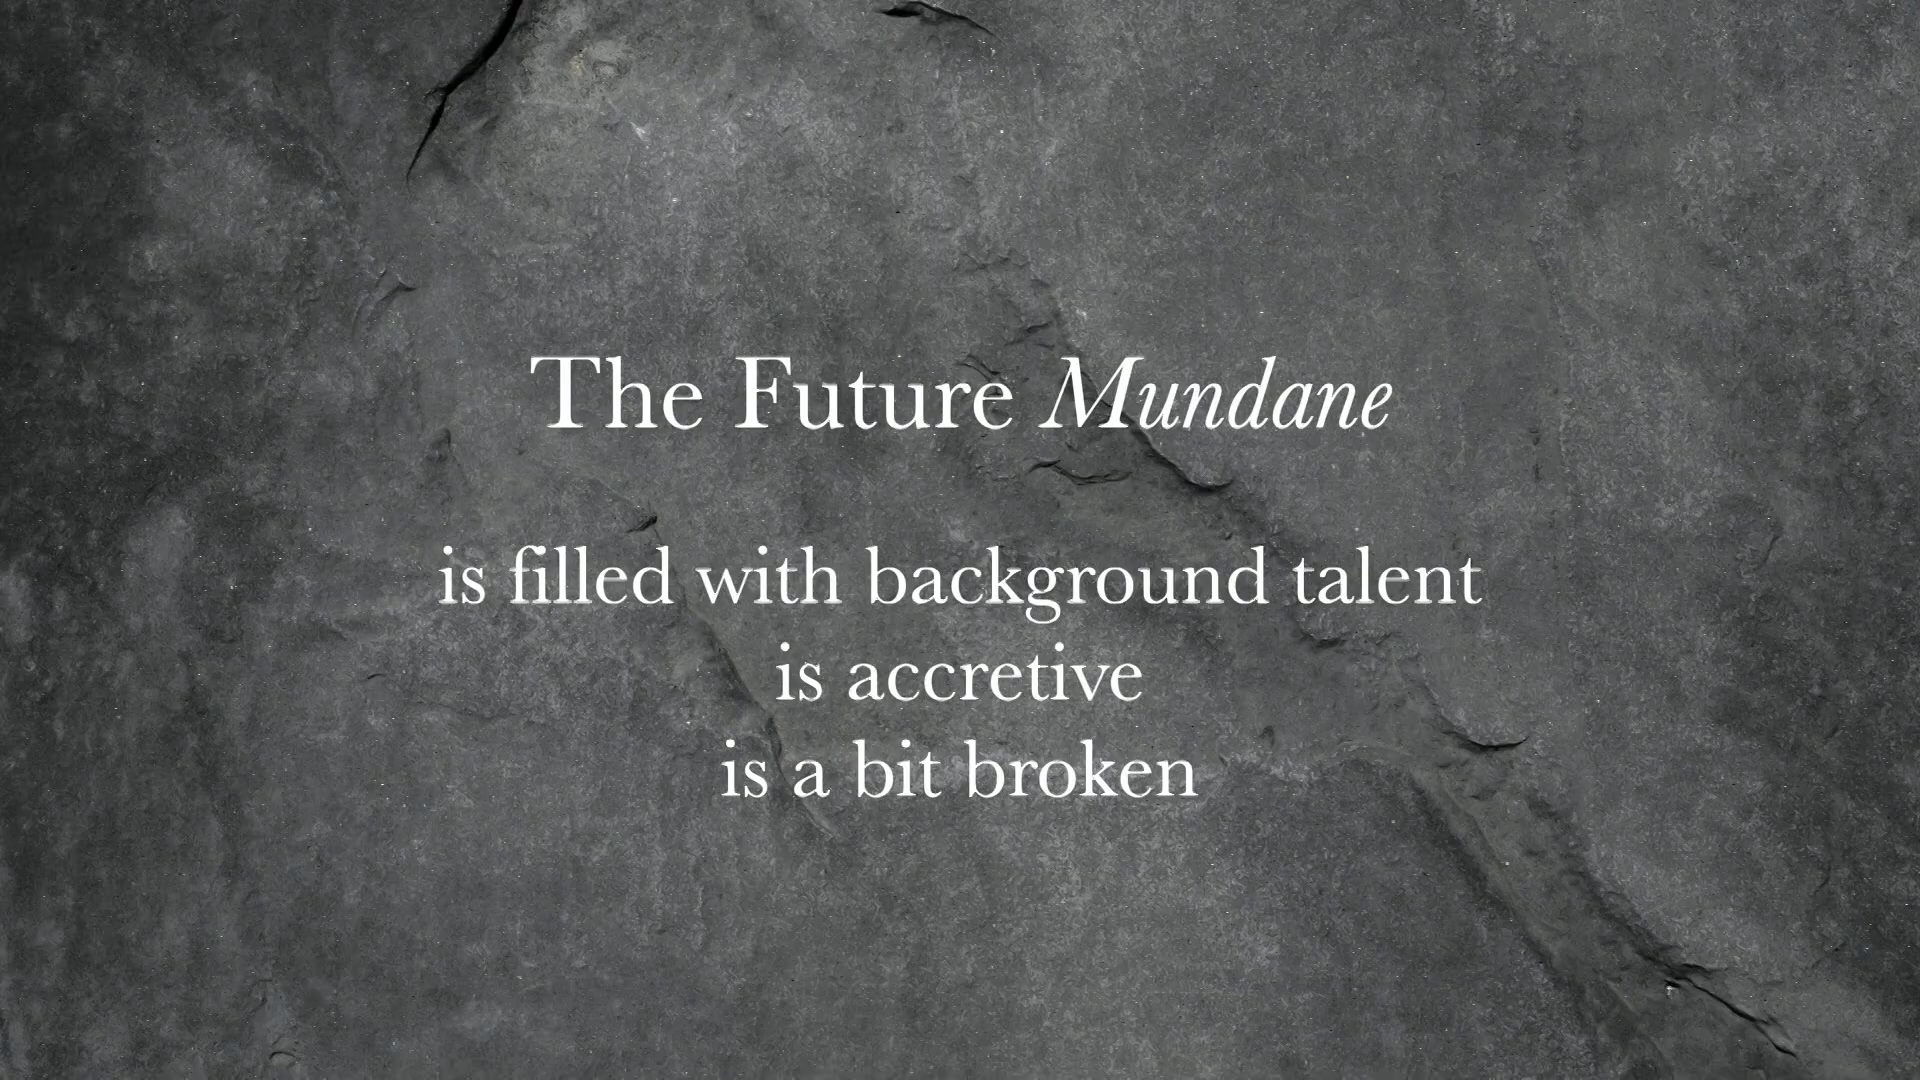 The Future Mundane
is filled with background talent
is accretive
is a bit broken